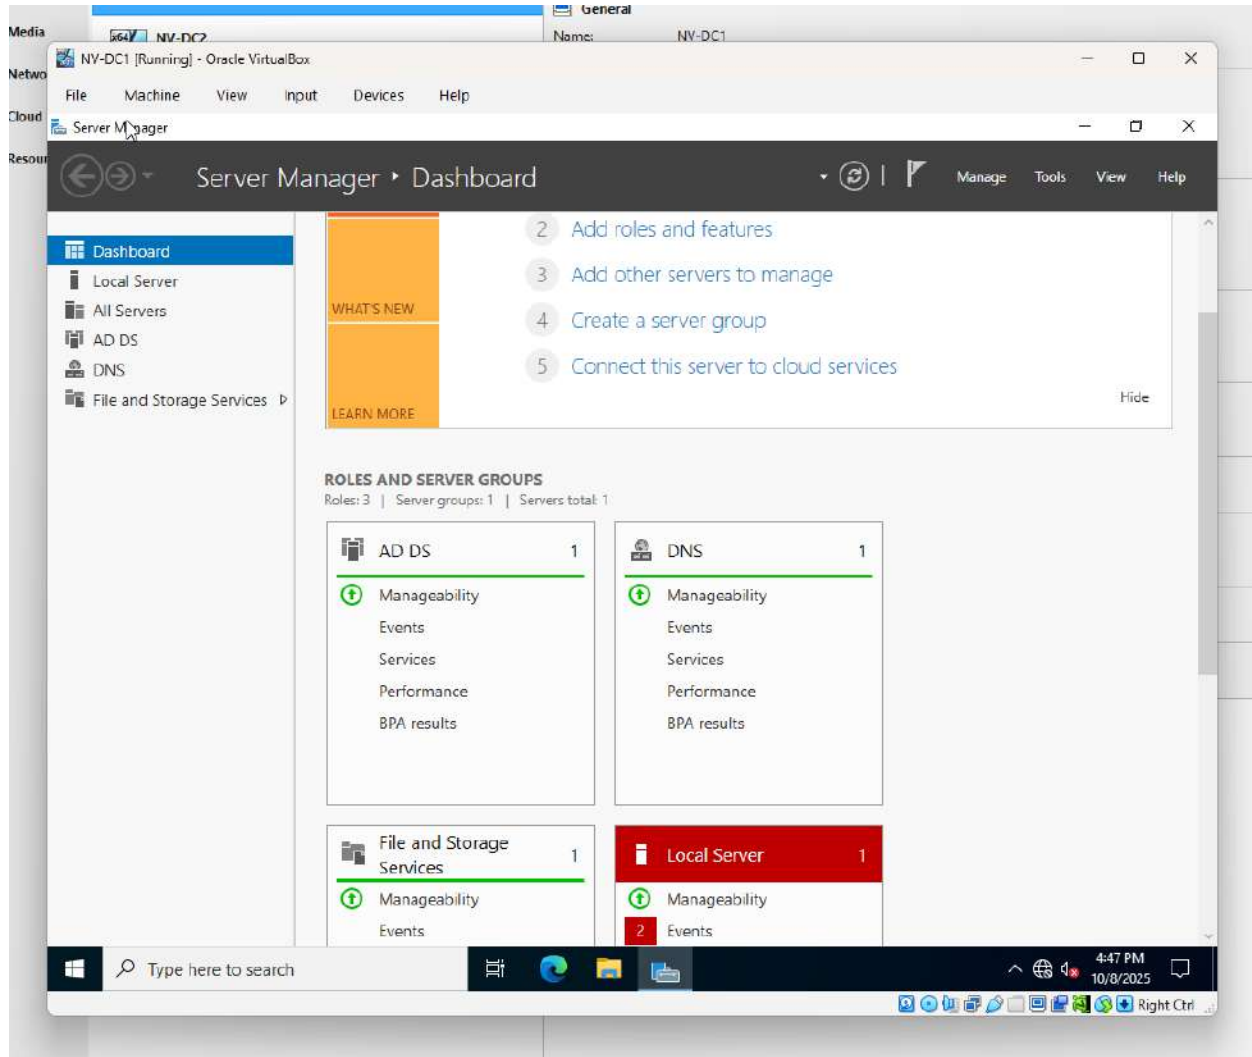 Media
Netwo
Cloud
Resour
x64
NV-DC2
General
Name: NV-DC1
NV-DC1 [Running] - Oracle VirtualBox
File Machine View Input Devices Help
Server Manager
Server Manager • Dashboard
Manage Tools View Help
Dashboard
Local Server
All Servers
AD DS
DNS
File and Storage Services
WHAT'S NEW
LEARN MORE
2 Add roles and features
3 Add other servers to manage
4 Create a server group
5 Connect this server to cloud services
Hide
ROLES AND SERVER GROUPS
Roles: 3 | Server groups: 1 | Servers total: 1
AD DS 1
Manageability
Events
Services
Performance
BPA results
DNS 1
Manageability
Events
Services
Performance
BPA results
File and Storage
Services 1
Manageability
Events
Local Server 1
Manageability
2 Events
Type here to search
4:47 PM
10/8/2025
Right Ctrl